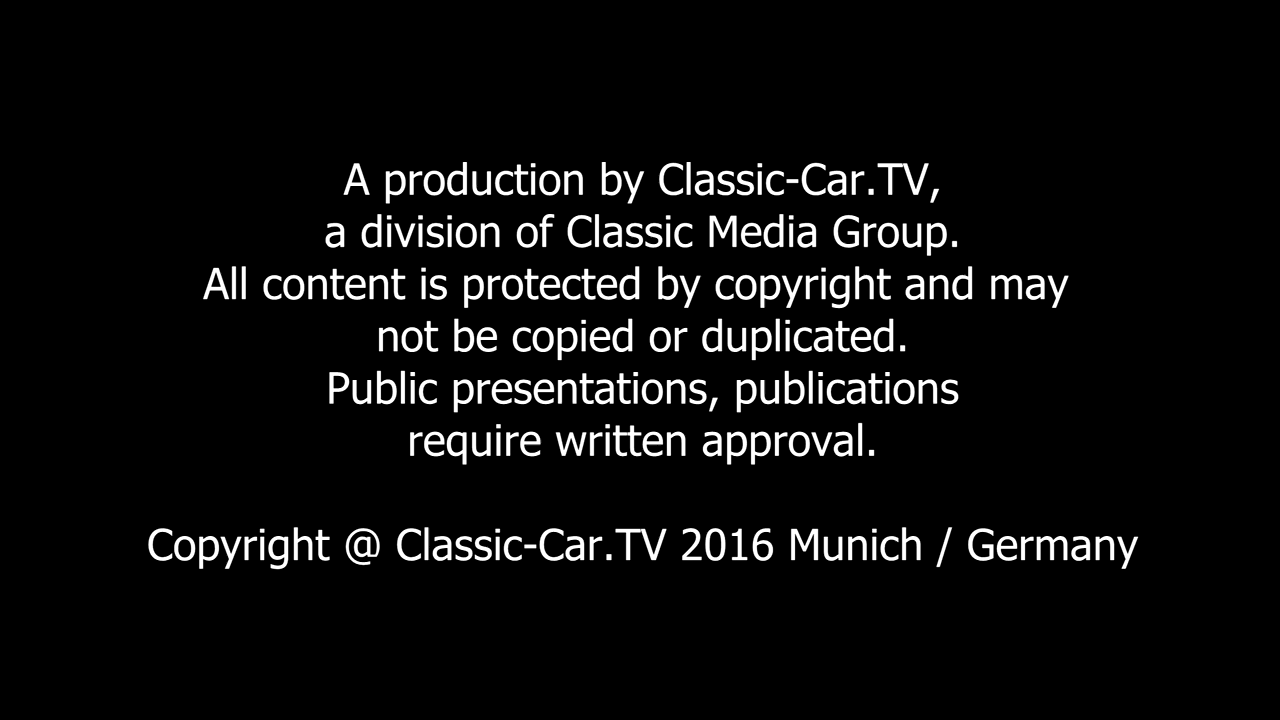 A production by Classic-Car.TV,
a division of Classic Media Group.
All content is protected by copyright and may
not be copied or duplicated.
Public presentations, publications
require written approval.
Copyright @ Classic-Car.TV 2016 Munich / Germany